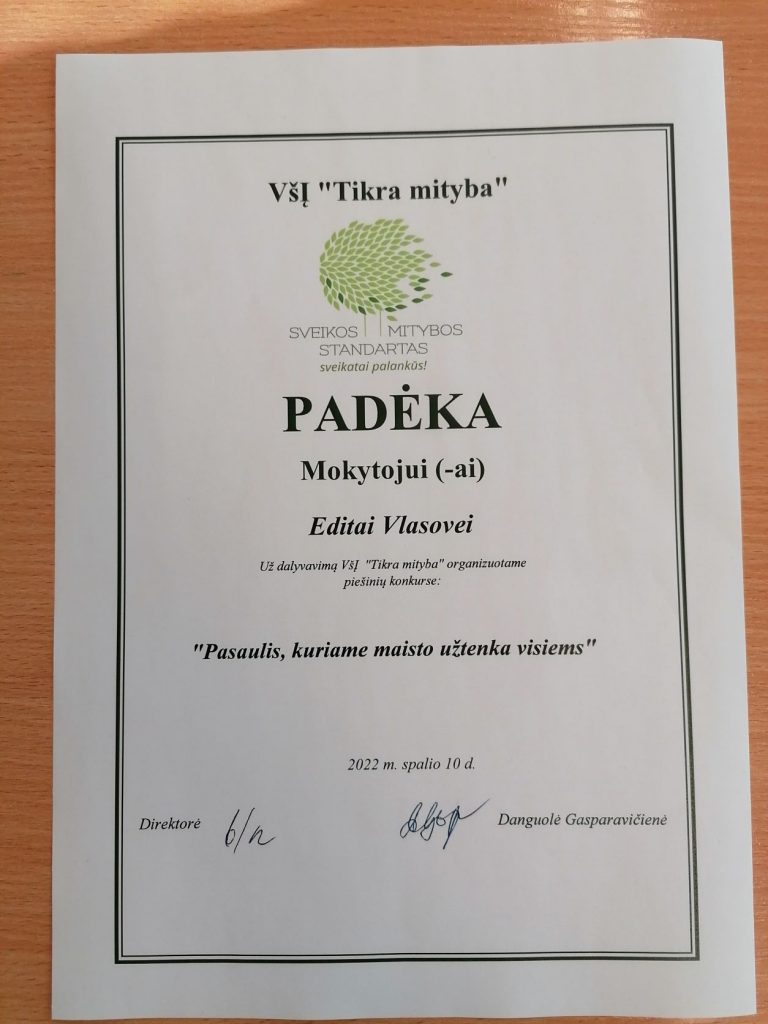 VšĮ "Tikra mityba"
SVEIKOS MITYBOS
STANDARTAS
sveikatai palankūs!
PADĖKA
Mokytojui (-ai)
Editai Vlasovei
Už dalyvavimą VšĮ "Tikra mityba" organizuotame
piešinių konkurse:
"Pasaulis, kuriame maisto užtenka visiems"
2022 m. spalio 10 d.
Direktorė b/n Danguolė Gasparavičienė